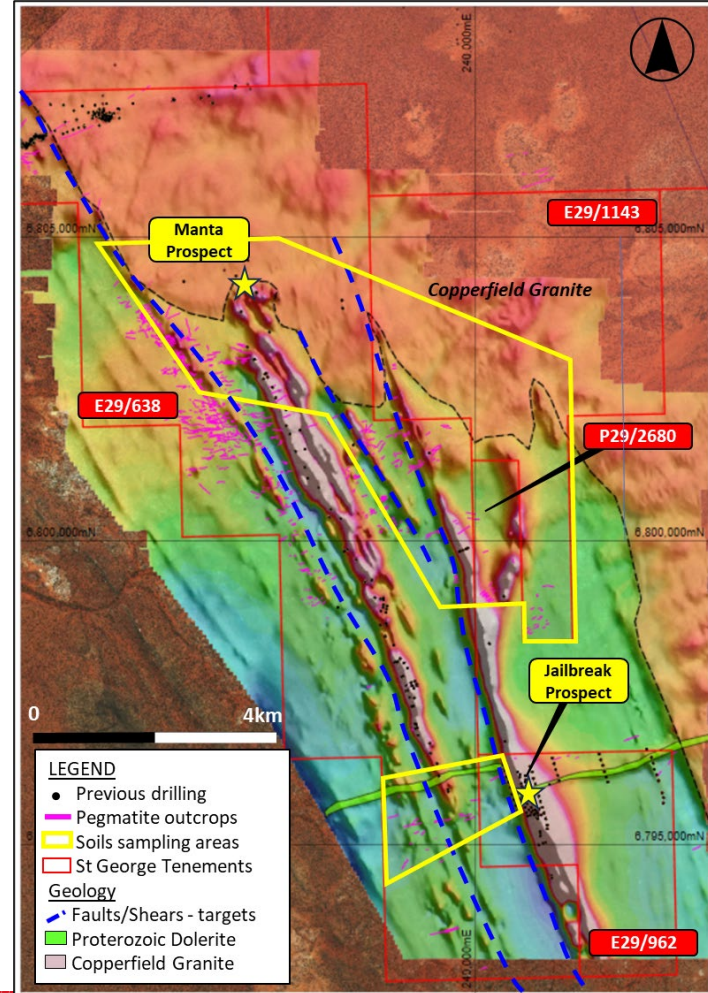 240,000mE
E29/1143
6,805,000mN
6,805,000mN
Manta
Prospect
Copperfield Granite
E29/638
P29/2680
6,800,000mN
6,800,000mN
Jailbreak
Prospect
0
4km
LEGEND
Previous drilling
Pegmatite outcrops
Soils sampling areas
St George Tenements
Geology
Faults/Shears - targets
Proterozoic Dolerite
Copperfield Granite
6,795,000mN
E29/962
240,000mE